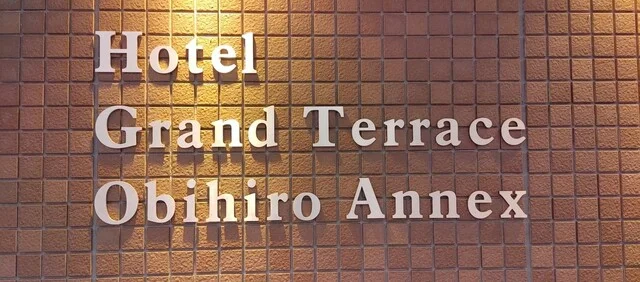 Hotel
Grand Terrace
Obihiro Annex